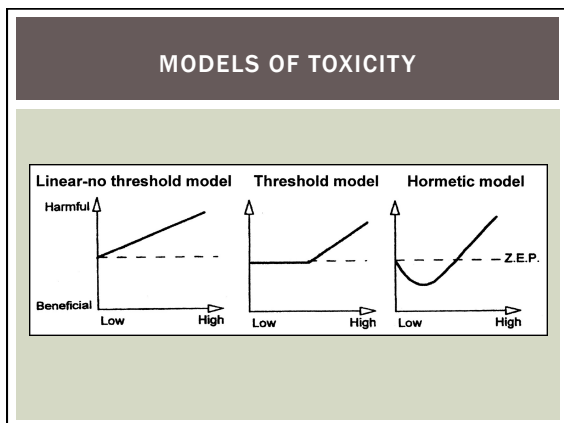 MODELS OF TOXICITY
Linear-no threshold model Threshold model Hormetic model
Harmful
Z.E.P.
Beneficial
Low High Low High Low High